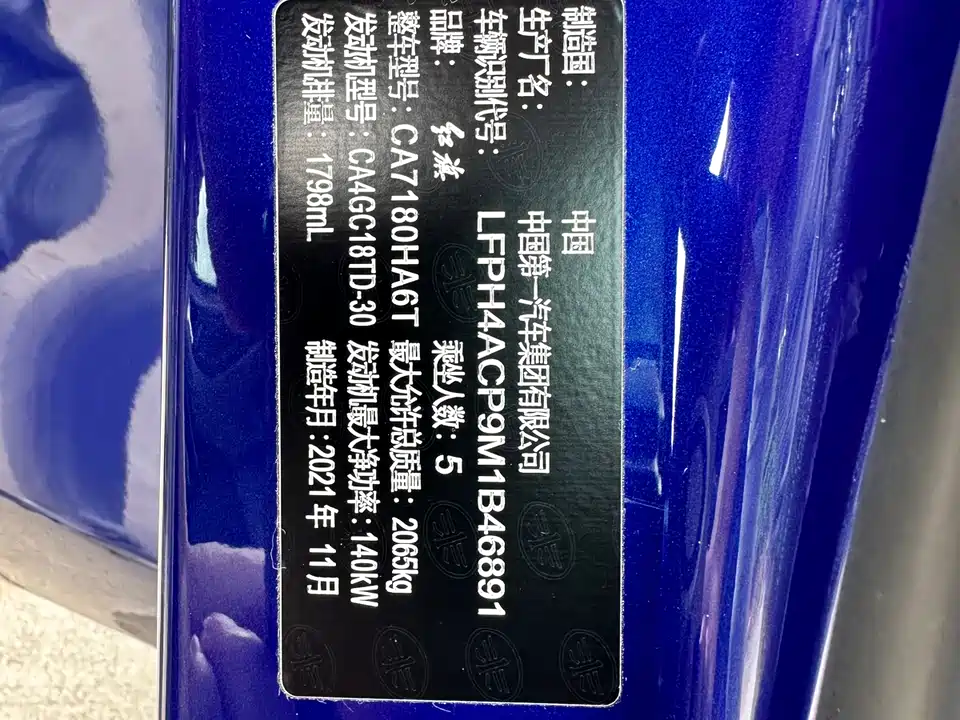 制造国： 中国
生产厂名： 中国第一汽车集团有限公司
车辆识别代号： LFPH4ACP9M1B46891
品牌： 红旗 乘坐人数： 5
整车型号： CA7180HA6T 最大允许总质量： 2065kg
发动机型号： CA4GC18TD-30 发动机最大净功率： 140kW
发动机排量： 1798mL 制造年月： 2021年 11月